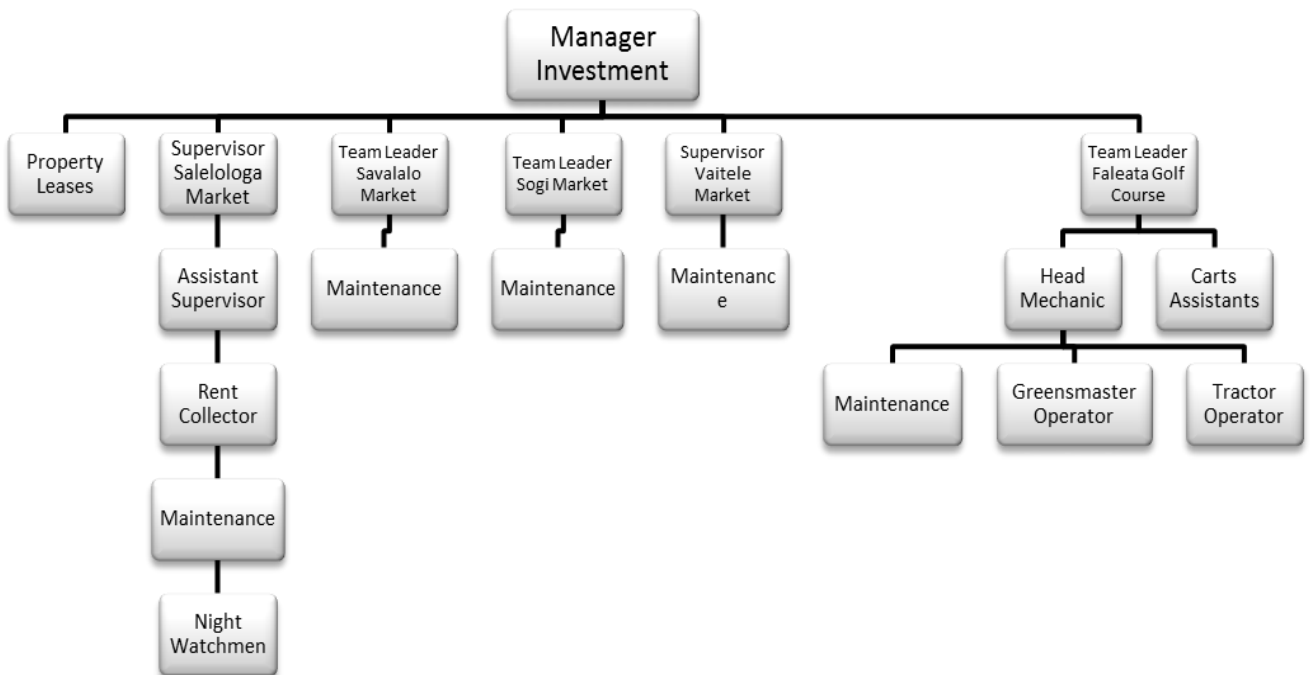 Manager
Investment
Property
Leases
Supervisor
Salelologa
Market
Team Leader
Savalalo
Market
Team Leader
Sogi Market
Supervisor
Vaitele
Market
Team Leader
Faleata Golf
Course
Assistant
Supervisor
Maintenance
Maintenance
Maintenanc
e
Head
Mechanic
Carts
Assistants
Rent
Collector
Maintenance
Greensmaster
Operator
Tractor
Operator
Maintenance
Night
Watchmen